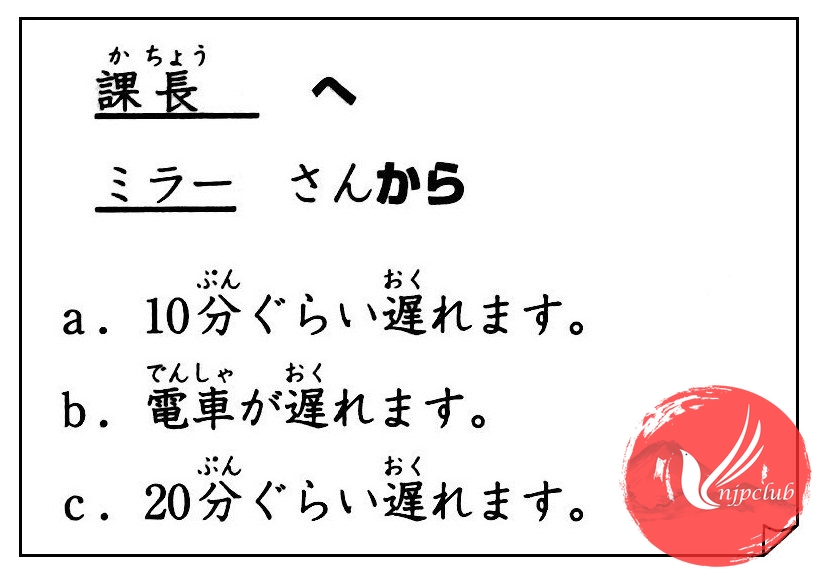 か ちょう
課長 へ
ミラー さんから
ぷん おく
a. 10分ぐらい遅れます。
でんしゃ おく
b. 電車が遅れます。
ぷん おく
c. 20分ぐらい遅れます。
njpclub